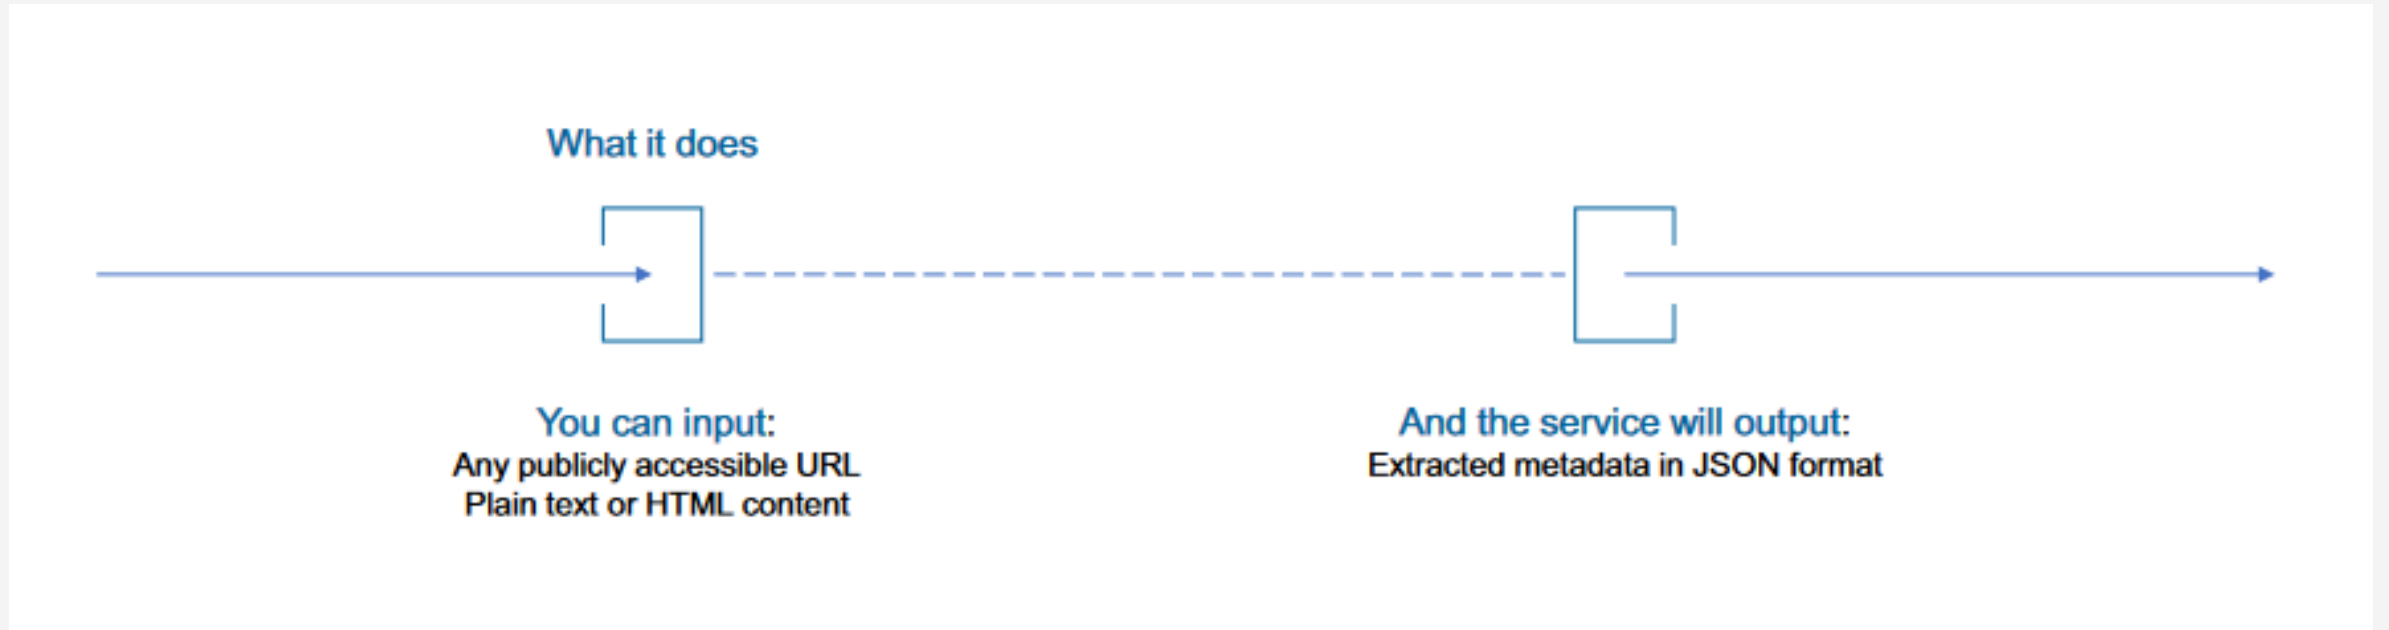 What it does
You can input:
Any publicly accessible URL
Plain text or HTML content
And the service will output:
Extracted metadata in JSON format